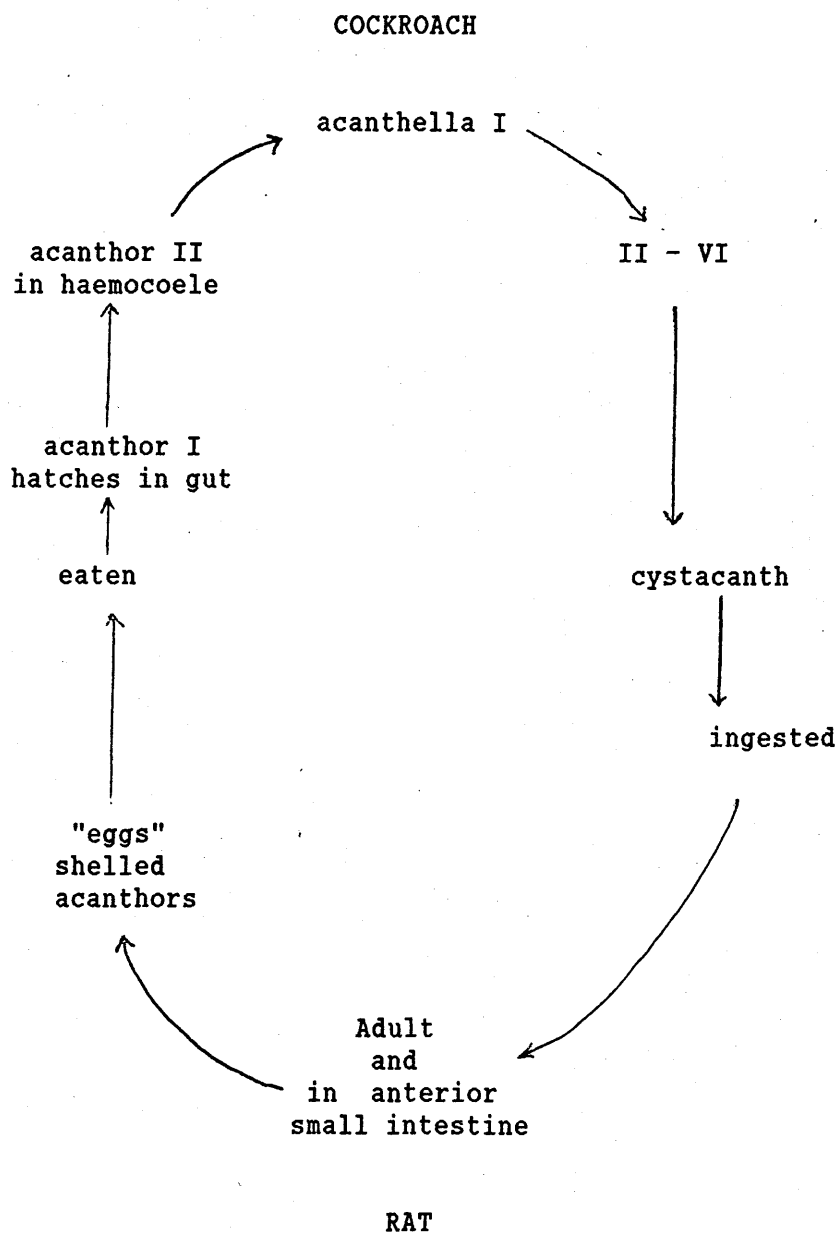 COCKROACH
acanthella I
II - VI
cystacanth
ingested
Adult
and
in anterior
small intestine
RAT
"eggs"
shelled
acanthors
eaten
acanthor I
hatches in gut
acanthor II
in haemocoele